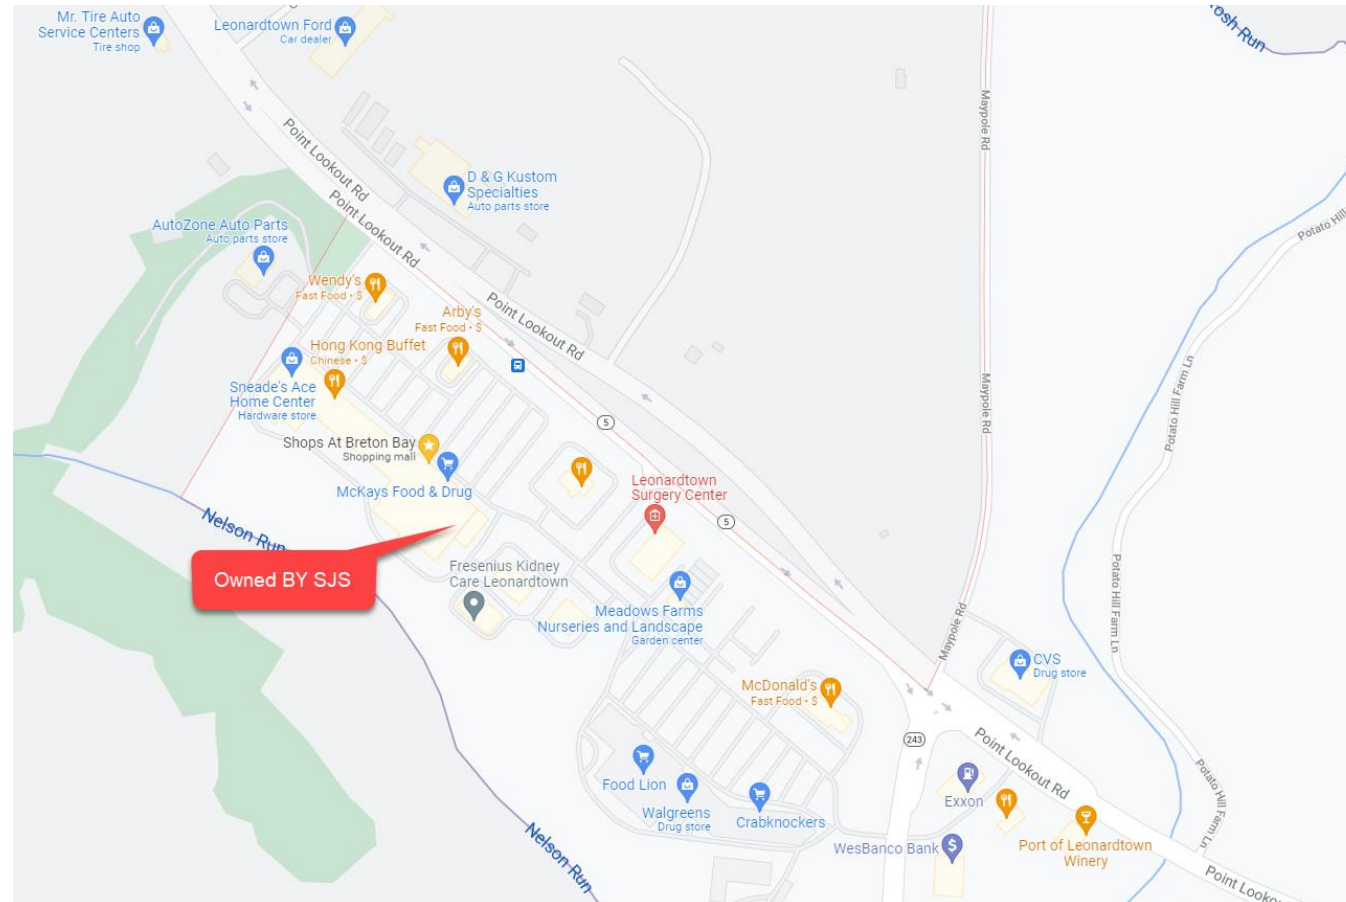 Mr. Tire Auto
Service Centers
Tire shop
Leonardtown Ford
Car dealer
osh Run
Point Lookout Rd
Point Lookout Rd
Maypole Rd
D & G Kustom
Specialties
Auto parts store
AutoZone Auto Parts
Auto parts store
Potato Hill
Wendy's
Fast Food • $
Arby's
Fast Food • $
Point Lookout Rd
Hong Kong Buffet
Chinese • $
Sneade's Ace
Home Center
Hardware store
Maypole Rd
Potato Hill Farm Ln
5
Shops At Breton Bay
Shopping mall
McKays Food & Drug
Leonardtown
Surgery Center
5
Nelson Run
Owned BY SJS
Fresenius Kidney
Care Leonardtown
Meadows Farms
Nurseries and Landscape
Garden center
Potato Hill Farm Ln
Maypole Rd
CVS
Drug store
McDonald's
Fast Food • $
243
Point Lookout Rd
Food Lion
Walgreens
Drug store
Crabknockers
Exxon
Potato Hill Farm Ln
Nelson Run
WesBanco Bank
$
Port of Leonardtown
Winery
Point Looko